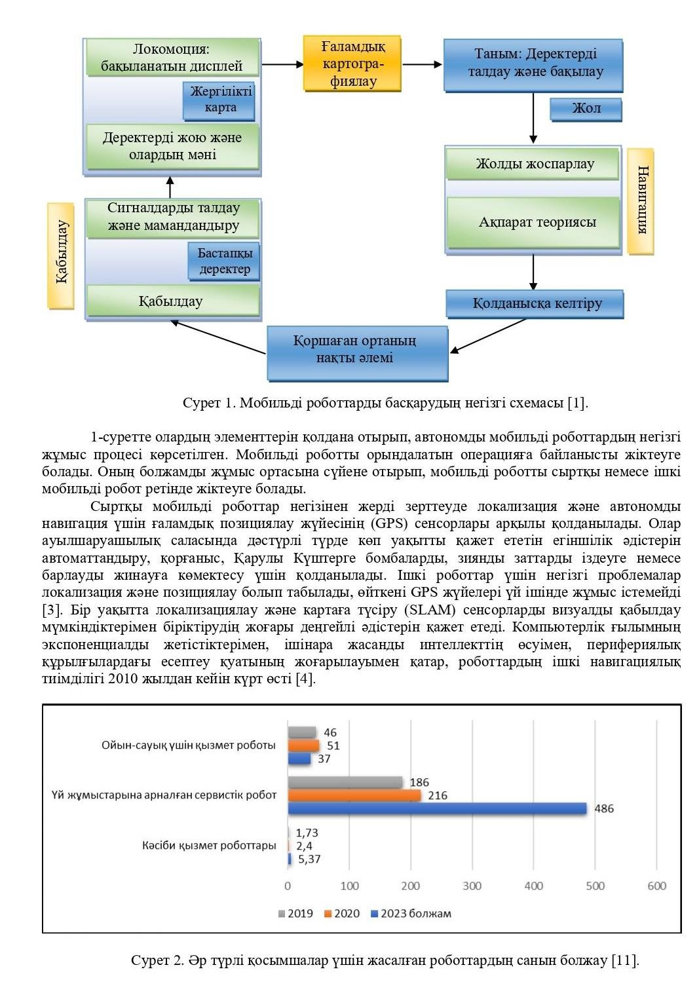 Локомоция:
бақыланатын дисплей
Жергілікті
карта
Деректерді жою және
олардың мәні
Ғаламдық
картогра-
фиялау
Таным: Деректерді
талдау және бақылау
Жол
Жолды жоспарлау
Ақпарат теориясы
Навигация
Қабылдау
Сигналдарды талдау
және мамандандыру
Бастапқы
деректер
Қабылдау
Қолданысқа келтіру
Қоршаған ортаның
нақты әлемі
Сурет 1. Мобильді роботтарды басқарудың негізгі схемасы [1].
1-суретте олардың элементтерін қолдана отырып, автономды мобильді роботтардың негізгі
жұмыс процесі көрсетілген. Мобильді роботты орындалатын операцияға байланысты жіктеуге
болады. Оның болжамды жұмыс ортасына сүйене отырып, мобильді роботты сыртқы немесе ішкі
мобильді робот ретінде жіктеуге болады.
Сыртқы мобильді роботтар негізінен жерді зерттеуде локализация және автономды
навигация үшін ғаламдық позициялау жүйесінің (GPS) сенсорлары арқылы қолданылады. Олар
ауылшаруашылық саласында дәстүрлі түрде көп уақытты қажет ететін егіншілік әдістерін
автоматтандыру, қорғаныс, Қарулы Күштерге бомбаларды, зиянды заттарды іздеуге немесе
барлауды жинауға көмектесу үшін қолданылады. Ішкі роботтар үшін негізгі проблемалар
локализация және позициялау болып табылады, өйткені GPS жүйелері үй ішінде жұмыс істемейді
[3]. Бір уақытта локализациялау және картаға түсіру (SLAM) сенсорларды визуалды қабылдау
мүмкіндіктерімен біріктірудің жоғары деңгейлі әдістерін қажет етеді. Компьютерлік ғылымның
экспоненциалды жетістіктерімен, ішінара жасанды интеллекттің өсуімен, перифериялық
құрылғылардағы есептеу қуатының жоғарылауымен қатар, роботтардың ішкі навигациялық
тиімділігі 2010 жылдан кейін күрт өсті [4].
Ойын-сауық үшін қызмет роботы
46
51
37
Үй жұмыстарына арналған сервистік робот
186
216
486
Кәсіби қызмет роботтары
1,73
2,4
5,37
0 100 200 300 400 500 600
2019 2020 2023 болжам
Сурет 2. Әр түрлі қосымшалар үшін жасалған роботтардың санын болжау [11].